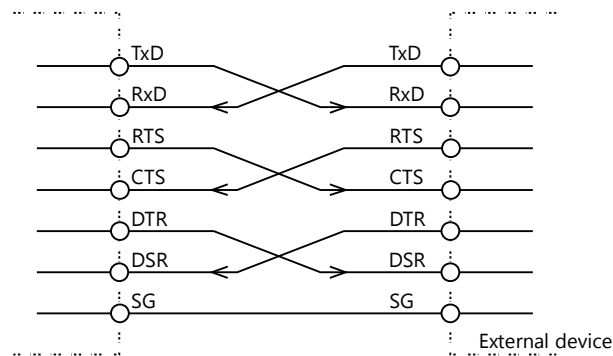 TxD TxD
RxD RxD
RTS RTS
CTS CTS
DTR DTR
DSR DSR
SG SG
External device